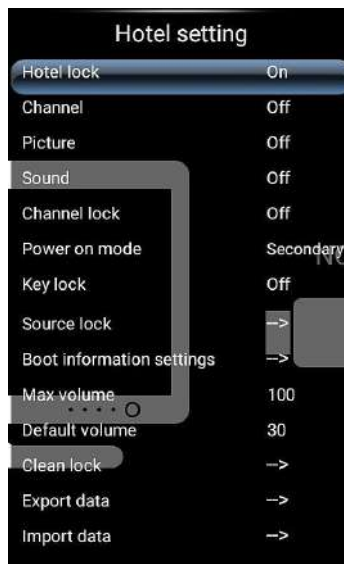 Hotel setting
Hotel lock On
Channel Off
Picture Off
Sound Off
Channel lock Off
Power on mode Secondary
Key lock Off
Source lock -->
Boot information settings -->
Max volume 100
Default volume 30
Clean lock -->
Export data -->
Import data -->